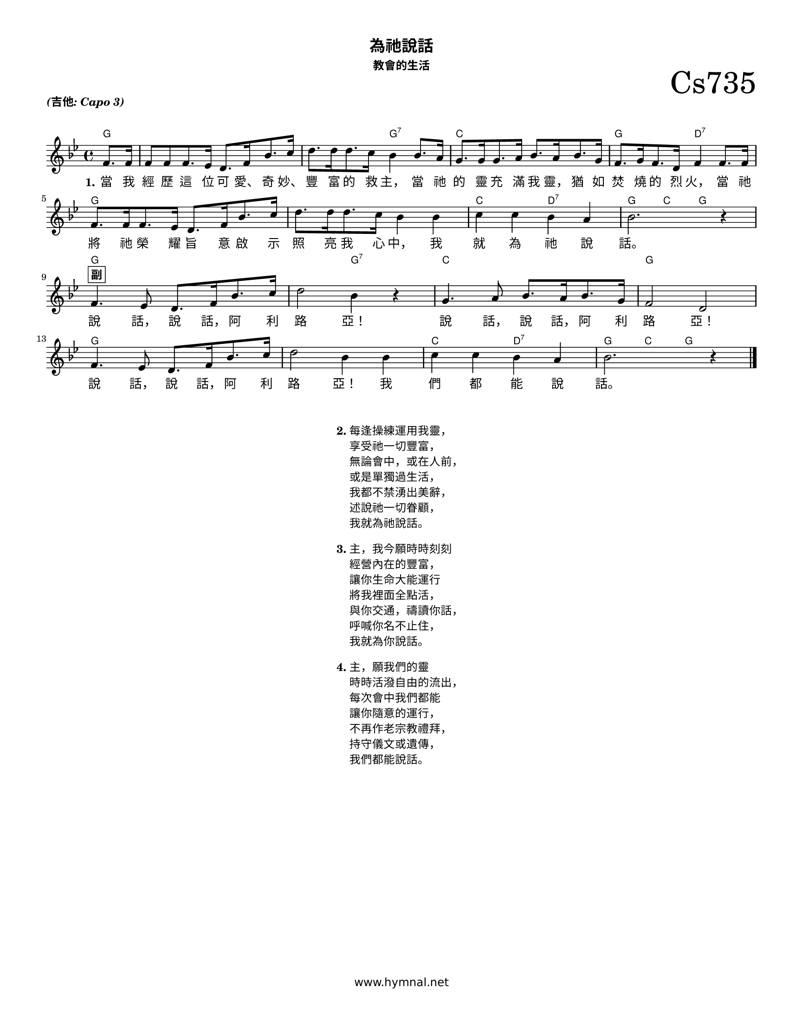 為祂說話
教會的生活
Cs735
(吉他: Capo 3)
G G7 C G D7
1. 當 我 經 歷 這 位 可 愛、 奇 妙、 豐 富 的 救 主， 當 祂 的 靈 充 滿 我 靈， 猶 如 焚 燒 的 烈 火， 當 祂
5 G C D7 G C G
將 祂 榮 耀 旨 意 啟 示 照 亮 我 心 中， 我 就 為 祂 說 話。
9 G G7 C G
副
說 話， 說 話， 阿 利 路 亞！ 說 話， 說 話， 阿 利 路 亞！
13 G C D7 G C G
說 話， 說 話， 阿 利 路 亞！ 我 們 都 能 說 話。
2. 每逢操練運用我靈，
享受祂一切豐富，
無論會中，或在人前，
或是單獨過生活，
我都不禁湧出美辭，
述說祂一切眷顧，
我就為祂說話。
3. 主，我今願時時刻刻
經營內在的豐富，
讓你生命大能運行
將我裡面全點活，
與你交通，禱讀你話，
呼喊你名不止住，
我就為你說話。
4. 主，願我們的靈
時時活潑自由的流出，
每次會中我們都能
讓你隨意的運行，
不再作老宗教禮拜，
持守儀文或遺傳，
我們都能說話。
www.hymnal.net